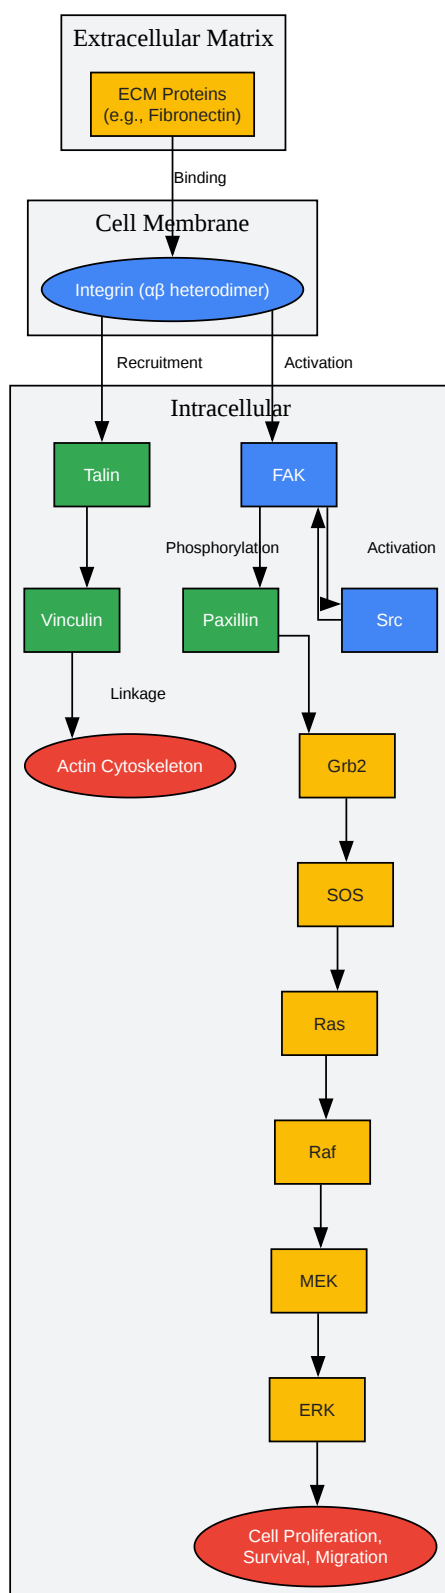 Extracellular Matrix
ECM Proteins
(e.g., Fibronectin)
Binding
Cell Membrane
Integrin (αβ heterodimer)
Recruitment
Activation
Intracellular
Talin
FAK
Phosphorylation
Activation
Vinculin
Paxillin
Src
Linkage
Actin Cytoskeleton
Grb2
SOS
Ras
Raf
MEK
ERK
Cell Proliferation,
Survival, Migration